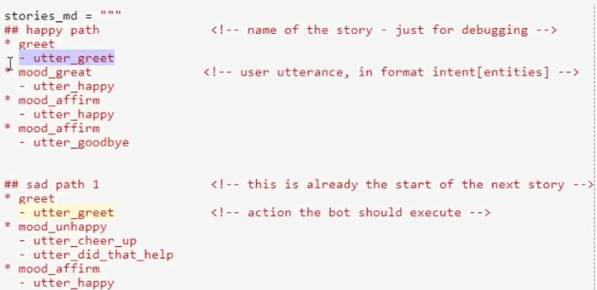 stories_md = """
## happy path <!-- name of the story - just for debugging -->
* greet
- utter_greet
* mood_great <!-- user utterance, in format intent[entities] -->
- utter_happy
* mood_affirm
- utter_happy
* mood_affirm
- utter_goodbye
## sad path 1 <!-- this is already the start of the next story -->
* greet
- utter_greet <!-- action the bot should execute -->
* mood_unhappy
- utter_cheer_up
- utter_did_that_help
* mood_affirm
- utter_happy